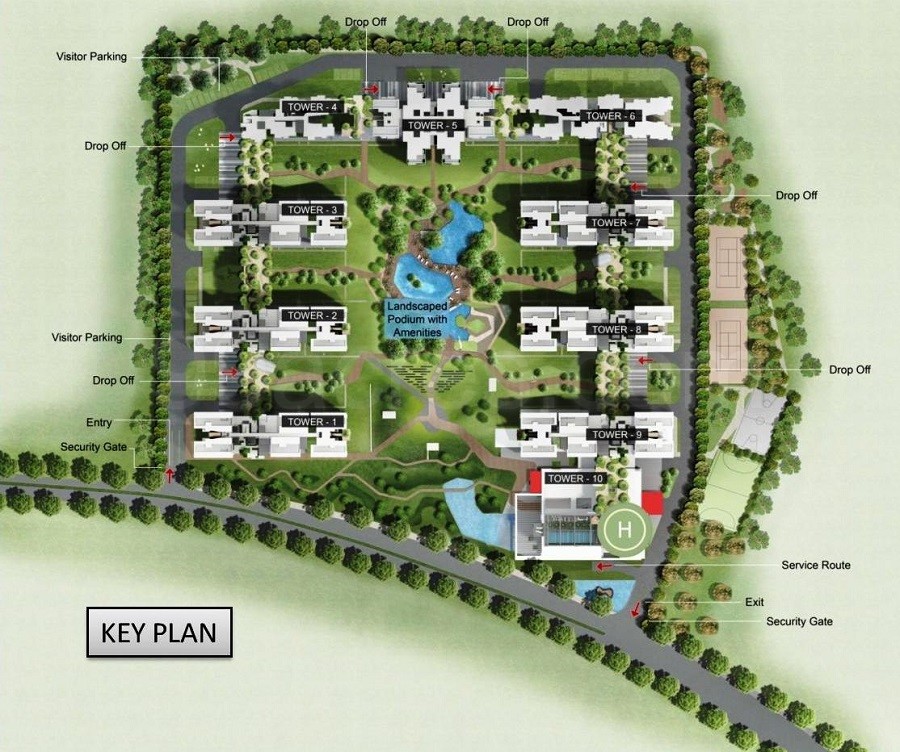 Drop Off
Drop Off
Visitor Parking
TOWER - 4
TOWER - 5
TOWER - 6
Drop Off
Drop Off
TOWER - 3
TOWER - 7
Landscaped
Podium with
Amenities
TOWER - 2
TOWER - 8
Visitor Parking
Drop Off
Drop Off
Entry
TOWER - 1
TOWER - 9
Security Gate
TOWER - 10
H
Service Route
Exit
Security Gate
KEY PLAN